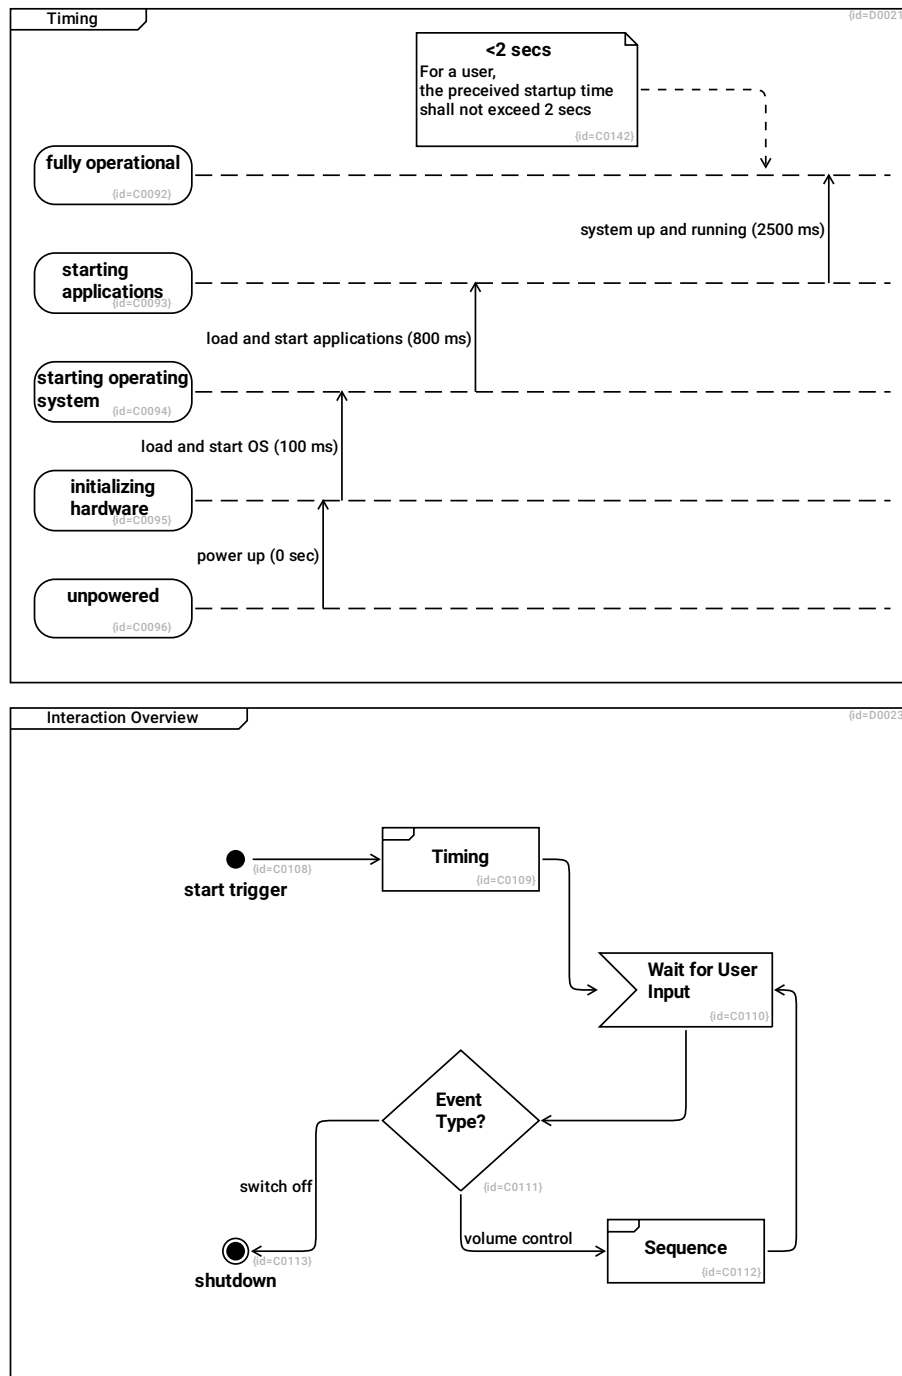 Timing
{id=D0021
<2 secs
For a user,
the preceived startup time
shall not exceed 2 secs
{id=C0142}
fully operational
{id=C0092}
system up and running (2500 ms)
starting
applications
{id=C0093}
load and start applications (800 ms)
starting operating
system
{id=C0094}
load and start OS (100 ms)
initializing
hardware
{id=C0095}
power up (0 sec)
unpowered
{id=C0096}
Interaction Overview
{id=D0023
Timing
{id=C0109}
{id=C0108}
start trigger
Wait for User
Input
{id=C0110}
Event
Type?
{id=C0111}
switch off
volume control
Sequence
{id=C0112}
{id=C0113}
shutdown